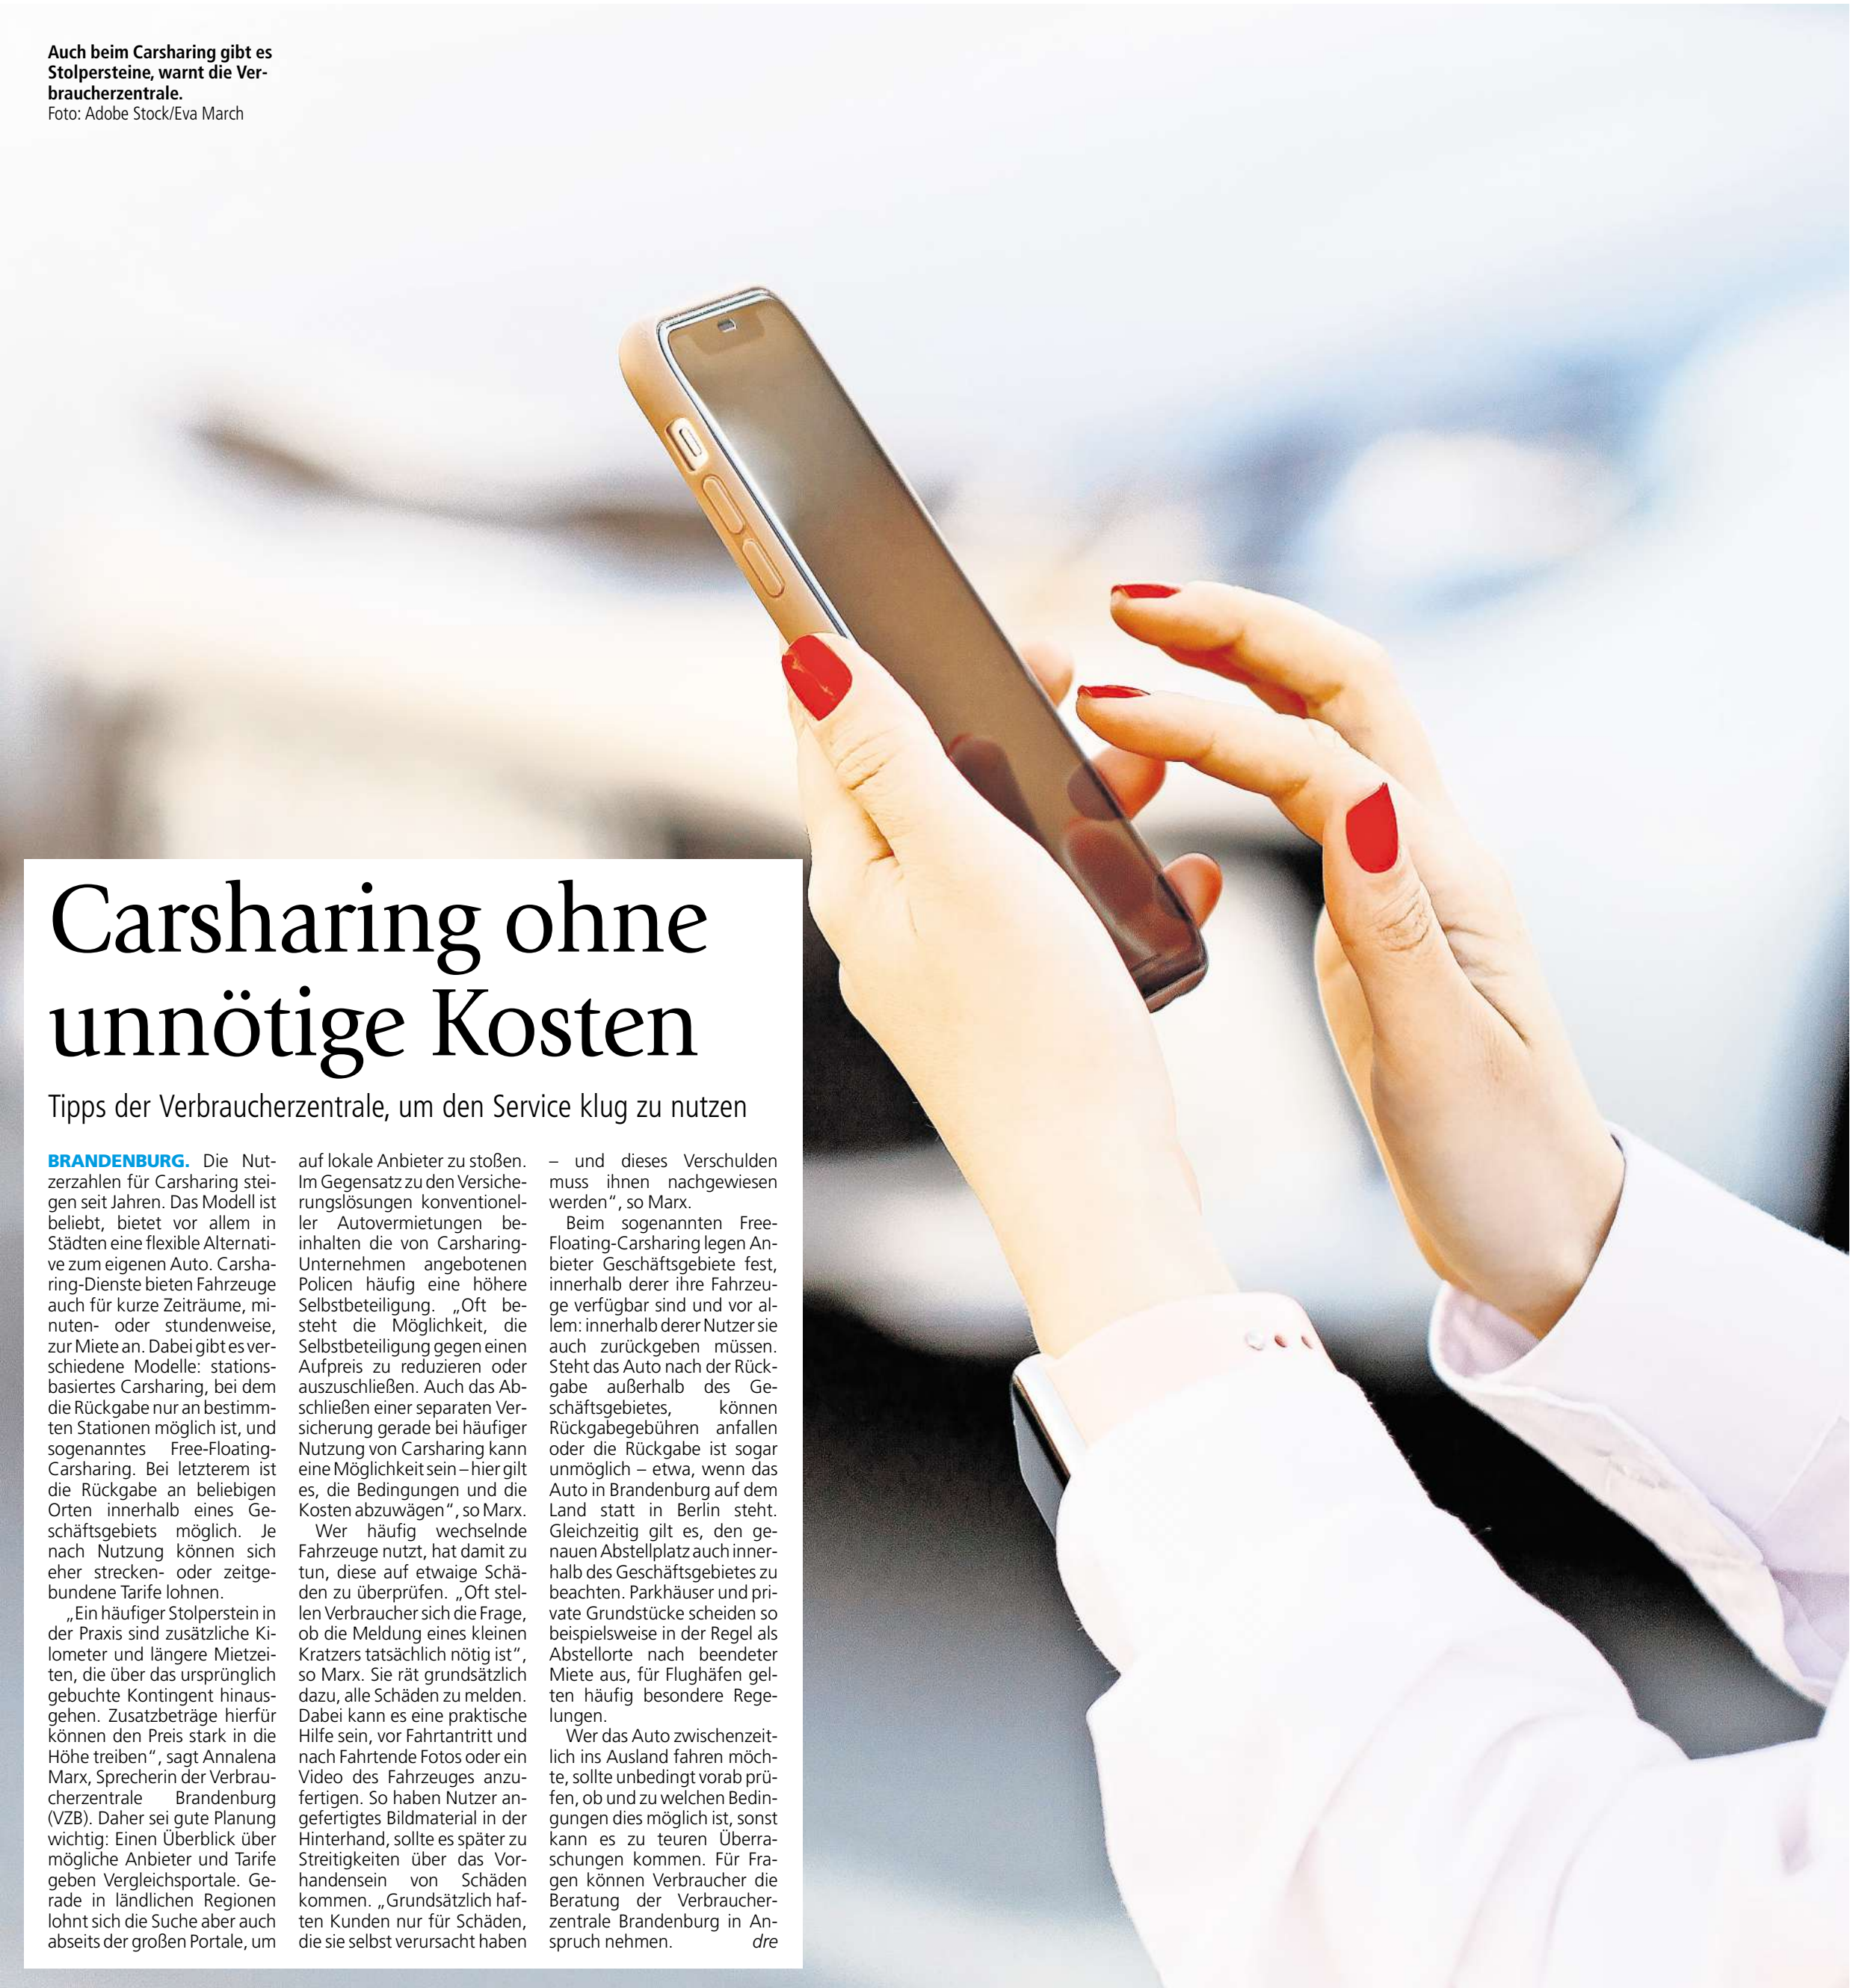 Auch beim Carsharing gibt es
Stolpersteine, warnt die Ver-
braucherzentrale.
Foto: Adobe Stock/Eva March
Carsharing ohne
unnötige Kosten
Tipps der Verbraucherzentrale, um den Service klug zu nutzen
BRANDENBURG. Die Nut-
zerzahlen für Carsharing stei-
gen seit Jahren. Das Modell ist
beliebt, bietet vor allem in
Städten eine flexible Alternati-
ve zum eigenen Auto. Carsha-
ring-Dienste bieten Fahrzeuge
auch für kurze Zeiträume, mi-
nuten- oder stundenweise,
zur Miete an. Dabei gibt es ver-
schiedene Modelle: stations-
basiertes Carsharing, bei dem
die Rückgabe nur an bestimm-
ten Stationen möglich ist, und
sogenanntes Free-Floating-
Carsharing. Bei letzterem ist
die Rückgabe an beliebigen
Orten innerhalb eines Ge-
schäftsgebiets möglich. Je
nach Nutzung können sich
eher strecken- oder zeitge-
bundene Tarife lohnen.
„Ein häufiger Stolperstein in
der Praxis sind zusätzliche Ki-
lometer und längere Mietzei-
ten, die über das ursprünglich
gebuchte Kontingent hinaus-
gehen. Zusatzbeträge hierfür
können den Preis stark in die
Höhe treiben“, sagt Annalena
Marx, Sprecherin der Verbrau-
cherzentrale Brandenburg
(VZB). Daher sei gute Planung
wichtig: Einen Überblick über
mögliche Anbieter und Tarife
geben Vergleichsportale. Ge-
rade in ländlichen Regionen
lohnt sich die Suche aber auch
abseits der großen Portale, um
auf lokale Anbieter zu stoßen.
Im Gegensatz zu den Versiche-
rungslösungen konventionel-
ler Autovermietungen be-
inhalten die von Carsharing-
Unternehmen angebotenen
Policen häufig eine höhere
Selbstbeteiligung. „Oft be-
steht die Möglichkeit, die
Selbstbeteiligung gegen einen
Aufpreis zu reduzieren oder
auszuschließen. Auch das Ab-
schließen einer separaten Ver-
sicherung gerade bei häufiger
Nutzung von Carsharing kann
eine Möglichkeit sein – hier gilt
es, die Bedingungen und die
Kosten abzuwägen“, so Marx.
Wer häufig wechselnde
Fahrzeuge nutzt, hat damit zu
tun, diese auf etwaige Schä-
den zu überprüfen. „Oft stel-
len Verbraucher sich die Frage,
ob die Meldung eines kleinen
Kratzers tatsächlich nötig ist“,
so Marx. Sie rät grundsätzlich
dazu, alle Schäden zu melden.
Dabei kann es eine praktische
Hilfe sein, vor Fahrtantritt und
nach Fahrtende Fotos oder ein
Video des Fahrzeuges anzu-
fertigen. So haben Nutzer an-
gefertigtes Bildmaterial in der
Hinterhand, sollte es später zu
Streitigkeiten über das Vor-
handensein von Schäden
kommen. „Grundsätzlich haf-
ten Kunden nur für Schäden,
die sie selbst verursacht haben
– und dieses Verschulden
muss ihnen nachgewiesen
werden“, so Marx.
Beim sogenannten Free-
Floating-Carsharing legen An-
bieter Geschäftsgebiete fest,
innerhalb derer ihre Fahrzeu-
ge verfügbar sind und vor al-
lem: innerhalb derer Nutzer sie
auch zurückgeben müssen.
Steht das Auto nach der Rück-
gabe außerhalb des Ge-
schäftsgebietes, können
Rückgabegebühren anfallen
oder die Rückgabe ist sogar
unmöglich – etwa, wenn das
Auto in Brandenburg auf dem
Land statt in Berlin steht.
Gleichzeitig gilt es, den ge-
nauen Abstellplatz auch inner-
halb des Geschäftsgebietes zu
beachten. Parkhäuser und pri-
vate Grundstücke scheiden so
beispielsweise in der Regel als
Abstellorte nach beendeter
Miete aus, für Flughäfen gel-
ten häufig besondere Rege-
lungen.
Wer das Auto zwischenzeit-
lich ins Ausland fahren möch-
te, sollte unbedingt vorab prü-
fen, ob und zu welchen Bedin-
gungen dies möglich ist, sonst
kann es zu teuren Überra-
schungen kommen. Für Fra-
gen können Verbraucher die
Beratung der Verbraucher-
zentrale Brandenburg in An-
spruch nehmen. dre